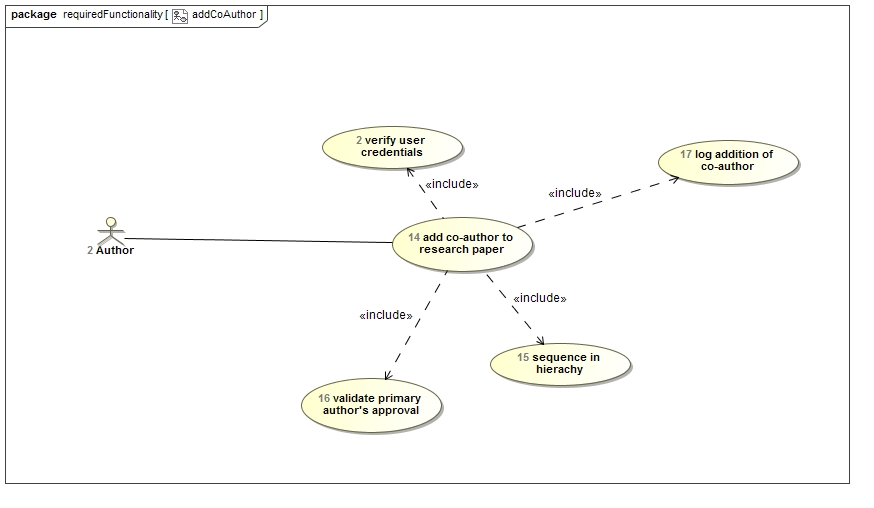 package requiredFunctionality [ addCoAuthor ]
2 verify user
credentials
17 log addition of
co-author
«include»
«include»
2 Author
14 add co-author to
research paper
«include»
«include»
15 sequence in
hierachy
16 validate primary
author's approval